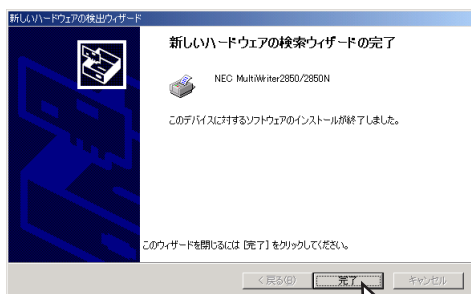 新しいハードウェアの検出ウィザード
新しいハードウェアの検索ウィザードの完了
NEC MultiWriter2850/2850N
このデバイスに対するソフトウェアのインストールが終了しました。
このウィザードを閉じるには [完了] をクリックしてください。
< 戻る(B)
完了
キャンセル